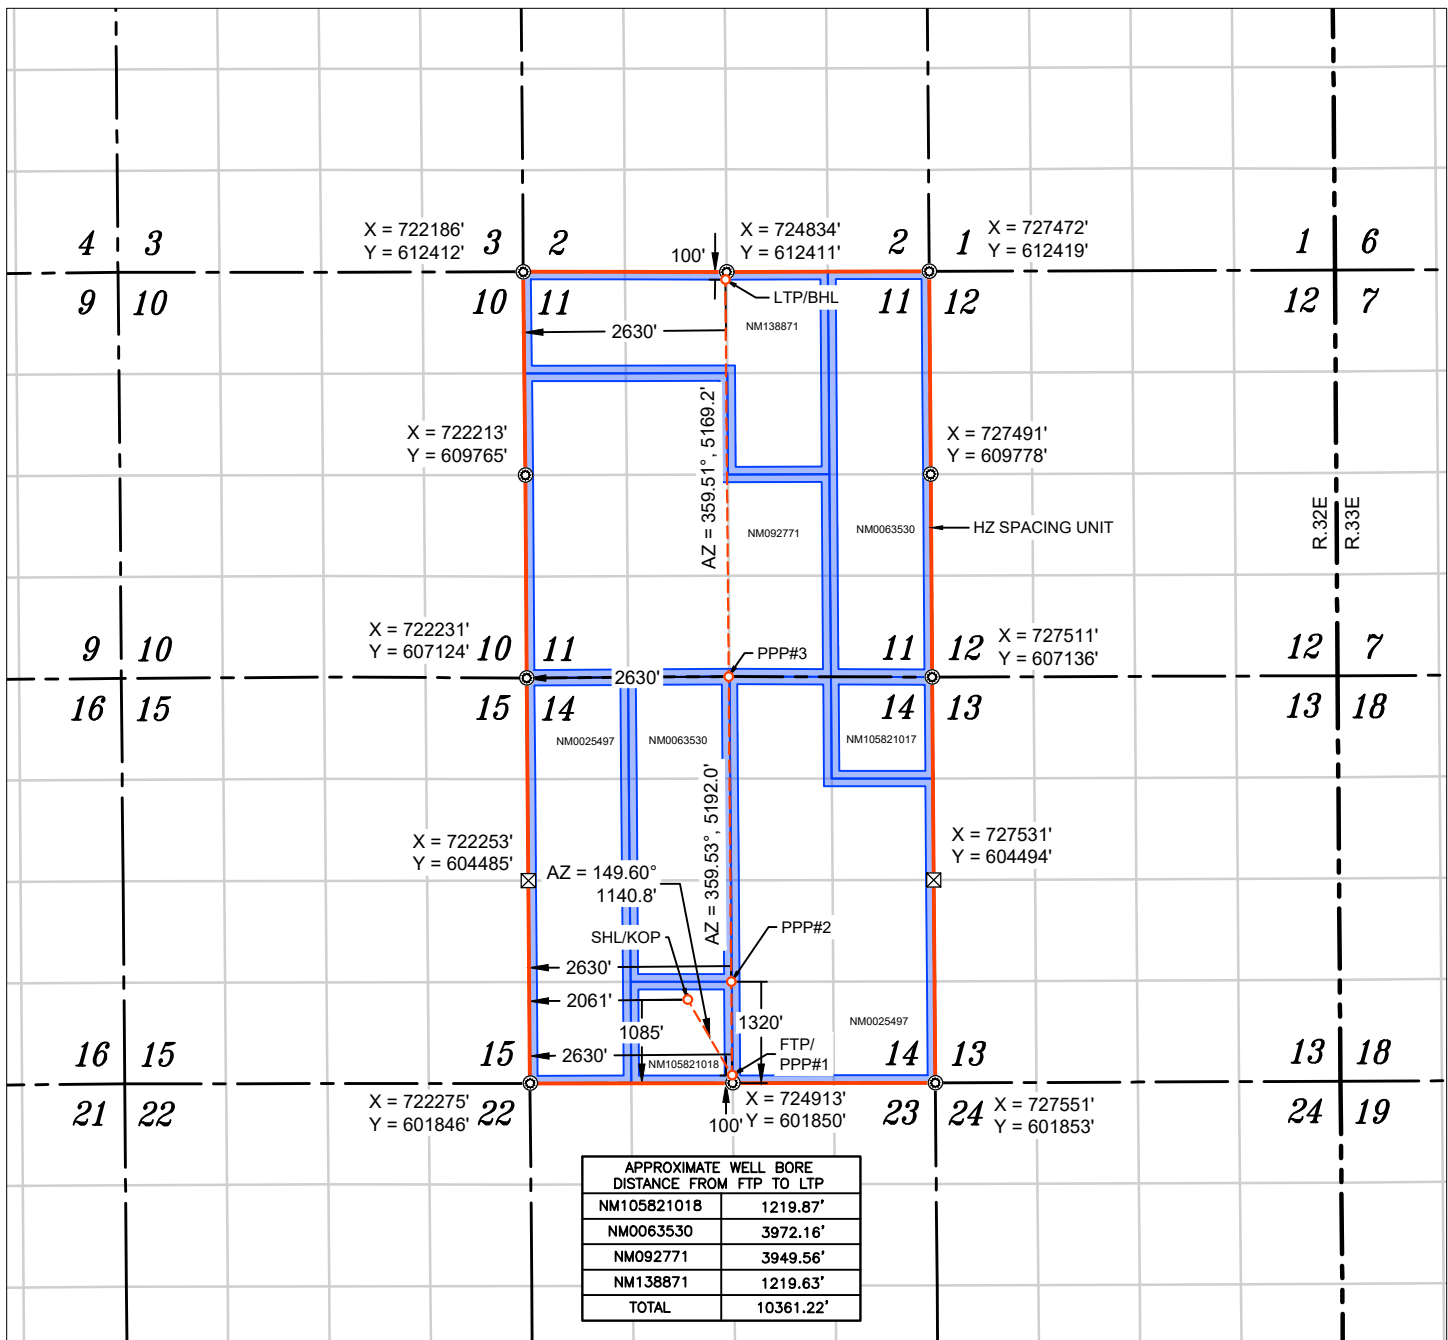 X = 722186'
Y = 612412'
X = 724834'
Y = 612411'
X = 727472'
Y = 612419'
4 3
3 2
2 1
1 6
100'
9 10
10 11
11 12
12 7
LTP/BHL
2630'
NM138871
AZ = 359.51°, 5169.2'
X = 722213'
Y = 609765'
X = 727491'
Y = 609778'
NM092771
NM0063530
HZ SPACING UNIT
R.32E
R.33E
X = 722231'
Y = 607124'
X = 727511'
Y = 607136'
9 10
10 11
11 12
12 7
PPP#3
2630'
16 15
15 14
14 13
13 18
NM0025497
NM0063530
NM105821017
AZ = 359.53°, 5192.0'
X = 722253'
Y = 604485'
X = 727531'
Y = 604494'
AZ = 149.60°
1140.8'
SHL/KOP
PPP#2
2630'
2061'
1085'
1320'
NM0025497
2630'
NM105821018
FTP/
PPP#1
16 15
15
14 13
13 18
21 22
22
23 24
24 19
X = 722275'
Y = 601846'
100'
X = 724913'
Y = 601850'
X = 727551'
Y = 601853'
APPROXIMATE WELL BORE
DISTANCE FROM FTP TO LTP
NM105821018 1219.87'
NM0063530 3972.16'
NM092771 3949.56'
NM138871 1219.63'
TOTAL 10361.22'